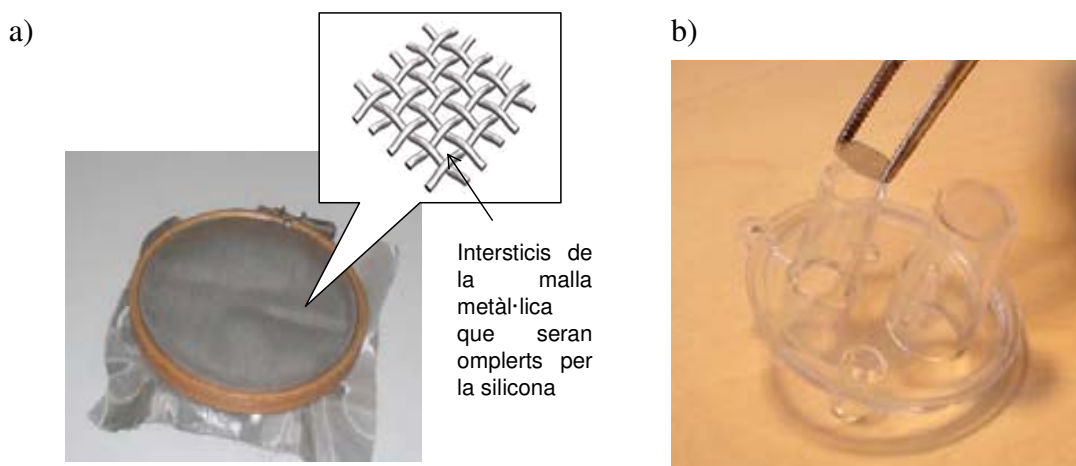 a)
b)
Intersticis de
la malla
metàl·lica
que seran
omplerts per
la silicona